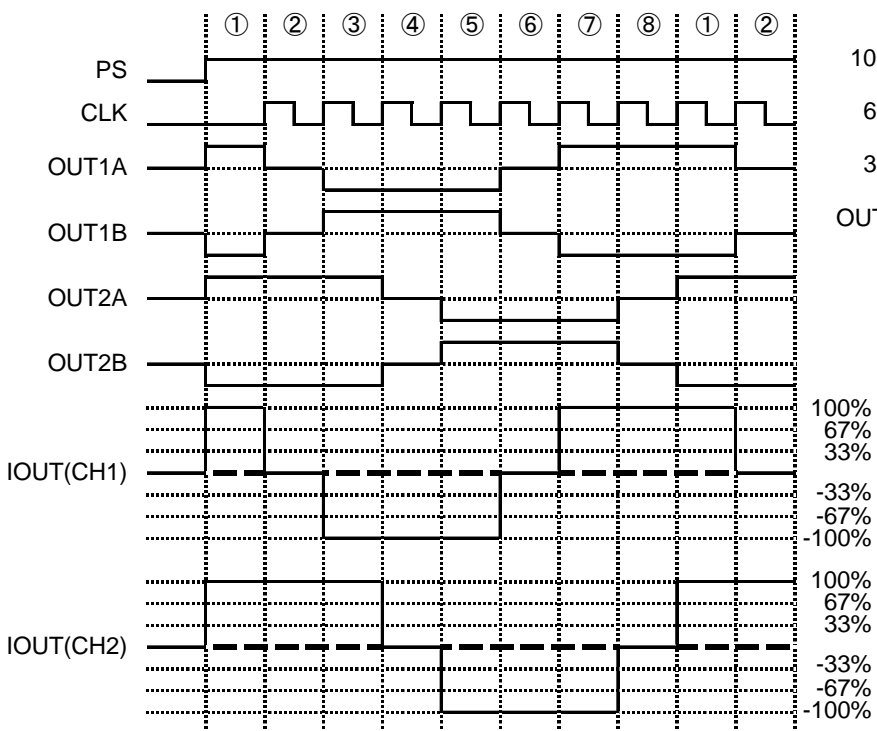 ① ② ③ ④ ⑤ ⑥ ⑦ ⑧ ① ②
PS
10
CLK
6
OUT1A
3
OUT1B
OUT
OUT2A
OUT2B
100%
67%
33%
IOUT(CH1)
-33%
-67%
-100%
100%
67%
33%
IOUT(CH2)
-33%
-67%
-100%